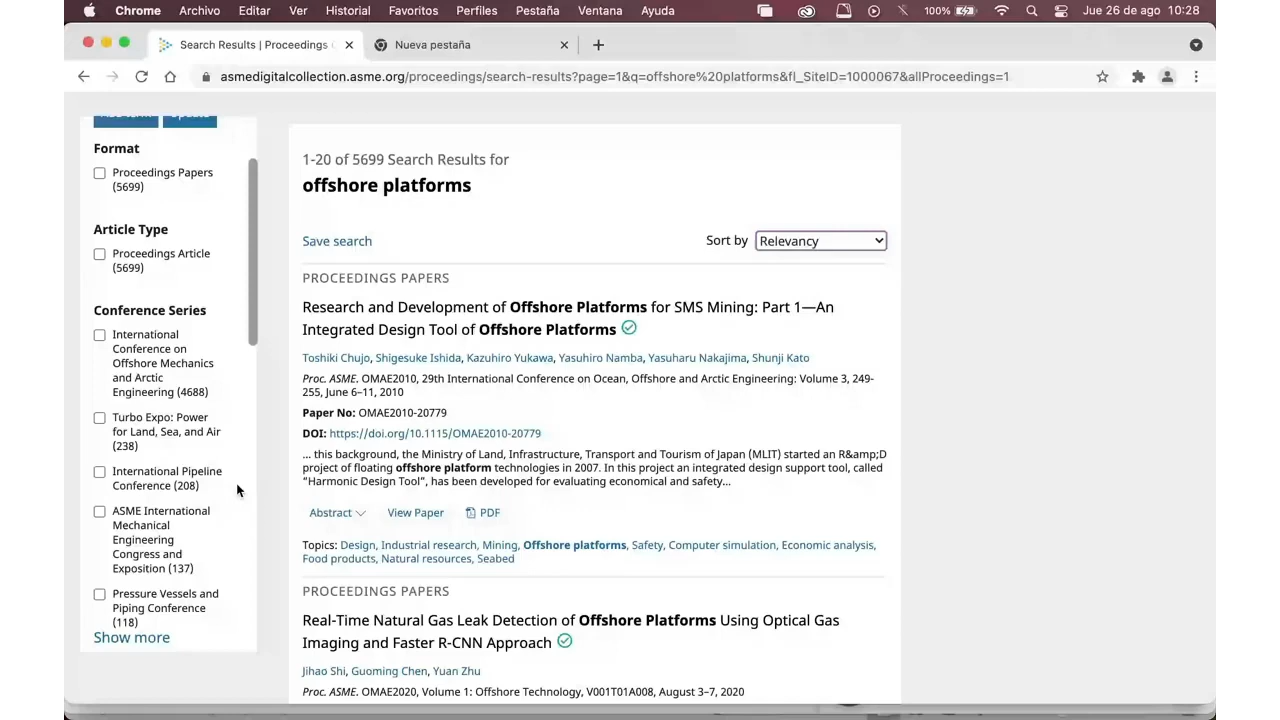 Chrome Archivo Editar Ver Historial Favoritos Perfiles Pestaña Ventana Ayuda 100% Jue 26 de ago 10:28
Search Results | Proceedings
Nueva pestaña
asmedigitalcollection.asme.org/proceedings/search-results?page=1&q=offshore%20platforms&fl_SiteID=1000067&allProceedings=1
Format
Proceedings Papers
(5699)
Article Type
Proceedings Article
(5699)
Conference Series
International
Conference on
Offshore Mechanics
and Arctic
Engineering (4688)
Turbo Expo: Power
for Land, Sea, and Air
(238)
International Pipeline
Conference (208)
ASME International
Mechanical
Engineering
Congress and
Exposition (137)
Pressure Vessels and
Piping Conference
(118)
Show more
1-20 of 5699 Search Results for
offshore platforms
Save search
Sort by Relevancy
PROCEEDINGS PAPERS
Research and Development of Offshore Platforms for SMS Mining: Part 1—An
Integrated Design Tool of Offshore Platforms
Toshiki Chujo, Shigesuke Ishida, Kazuhiro Yukawa, Yasuhiro Namba, Yasuharu Nakajima, Shunji Kato
Proc. ASME. OMAE2010, 29th International Conference on Ocean, Offshore and Arctic Engineering: Volume 3, 249-
255, June 6–11, 2010
Paper No: OMAE2010-20779
DOI: https://doi.org/10.1115/OMAE2010-20779
... this background, the Ministry of Land, Infrastructure, Transport and Tourism of Japan (MLIT) started an R&amp;D
project of floating offshore platform technologies in 2007. In this project an integrated design support tool, called
“Harmonic Design Tool”, has been developed for evaluating economical and safety...
Abstract View Paper PDF
Topics: Design, Industrial research, Mining, Offshore platforms, Safety, Computer simulation, Economic analysis,
Food products, Natural resources, Seabed
PROCEEDINGS PAPERS
Real-Time Natural Gas Leak Detection of Offshore Platforms Using Optical Gas
Imaging and Faster R-CNN Approach
Jihao Shi, Guoming Chen, Yuan Zhu
Proc. ASME. OMAE2020, Volume 1: Offshore Technology, V001T01A008, August 3–7, 2020